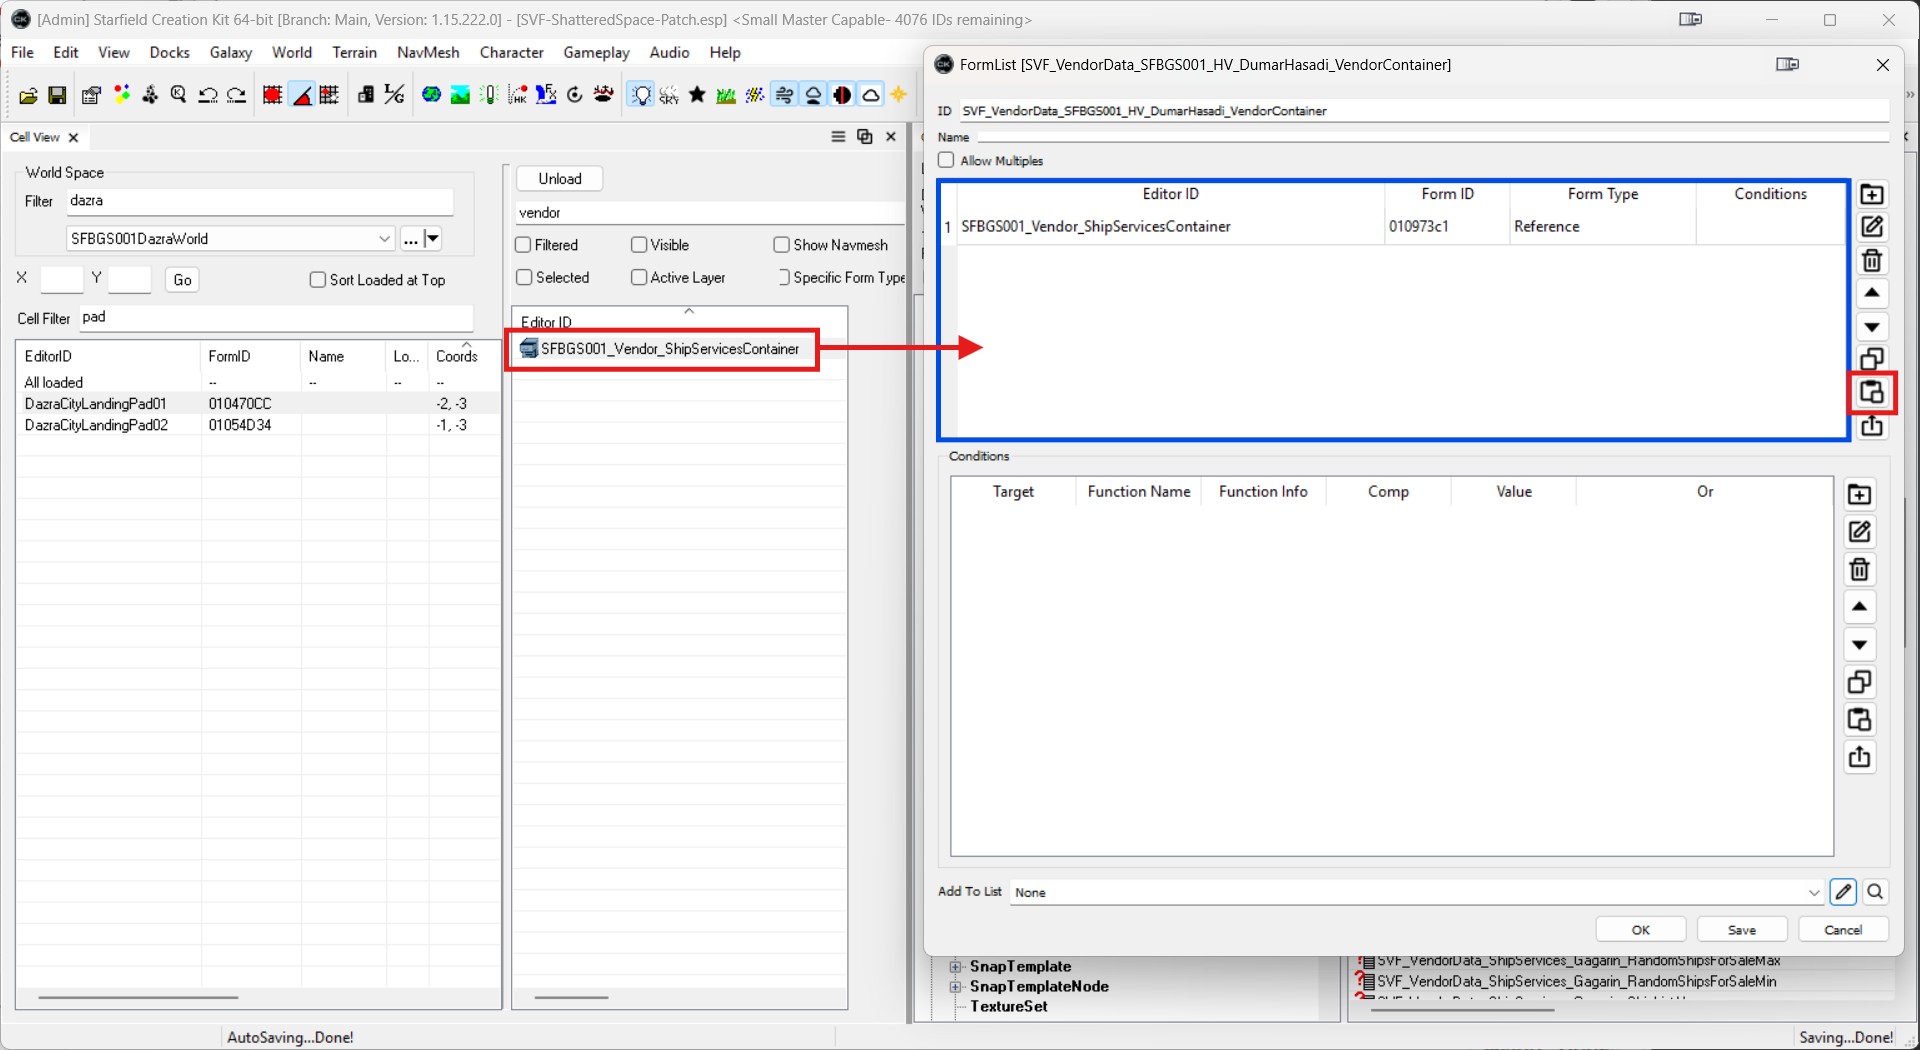 [Admin] Starfield Creation Kit 64-bit [Branch: Main, Version: 1.15.222.0] - [SVF-ShatteredSpace-Patch.esp] <Small Master Capable- 4076 IDs remaining>
File Edit View Docks Galaxy World Terrain NavMesh Character Gameplay Audio Help
Cell View
World Space
Filter dazra
SFBGS001DazraWorld
...
X Y Go Sort Loaded at Top
Cell Filter pad
EditorID FormID Name Lo... Coords
All loaded -- -- -- --
DazraCityLandingPad01 010470CC -2, -3
DazraCityLandingPad02 01054D34 -1, -3
Unload
vendor
Filtered Visible Show Navmesh
Selected Active Layer Specific Form Type
Editor ID
SFBGS001_Vendor_ShipServicesContainer
FormList [SVF_VendorData_SFBGS001_HV_DumarHasadi_VendorContainer]
ID SVF_VendorData_SFBGS001_HV_DumarHasadi_VendorContainer
Name
Allow Multiples
Editor ID Form ID Form Type Conditions
1 SFBGS001_Vendor_ShipServicesContainer 010973c1 Reference
Conditions
Target Function Name Function Info Comp Value Or
Add To List None
OK Save Cancel
SnapTemplate
SnapTemplateNode
TextureSet
SVF_VendorData_ShipServices_Gagarin_RandomShipsForSaleMax
SVF_VendorData_ShipServices_Gagarin_RandomShipsForSaleMin
AutoSaving...Done!
Saving...Done!